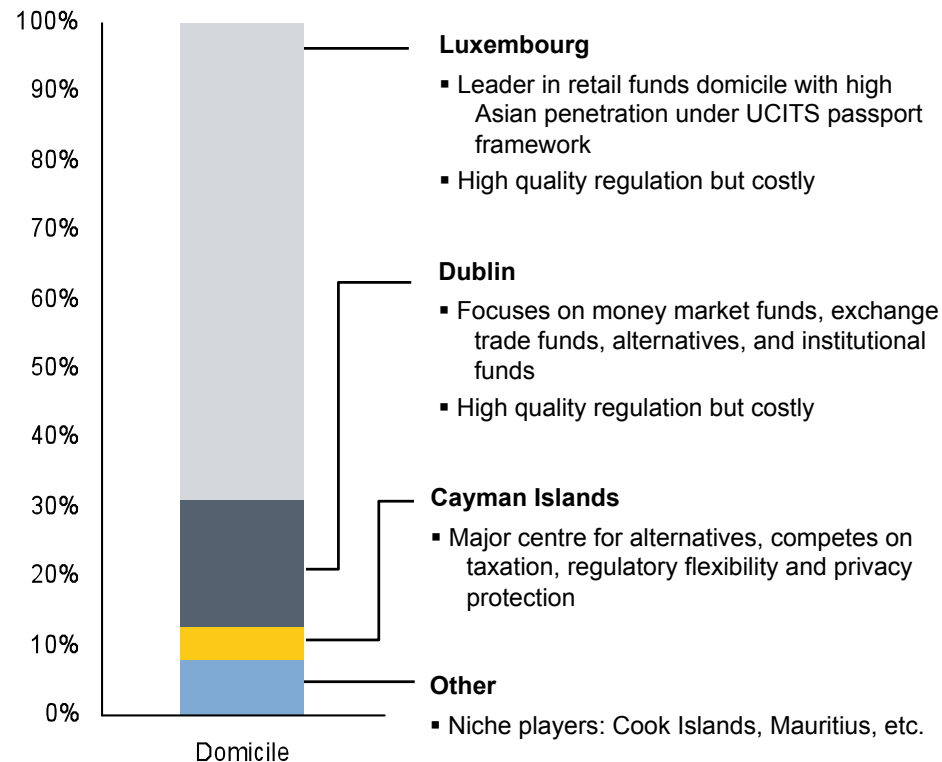 100%
90%
80%
70%
60%
50%
40%
30%
20%
10%
0%
Domicile
Luxembourg
▪ Leader in retail funds domicile with high
Asian penetration under UCITS passport
framework
▪ High quality regulation but costly
Dublin
▪ Focuses on money market funds, exchange
trade funds, alternatives, and institutional
funds
▪ High quality regulation but costly
Cayman Islands
▪ Major centre for alternatives, competes on
taxation, regulatory flexibility and privacy
protection
Other
▪ Niche players: Cook Islands, Mauritius, etc.